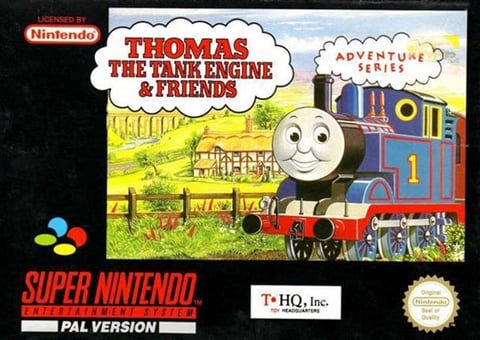 LICENSED BY
Nintendo
THOMAS
THE TANK ENGINE
& FRIENDS
ADVENTURE
SERIES
1
SUPER NINTENDO
ENTERTAINMENT SYSTEM
PAL VERSION
T•HQ, Inc.
TOY HEADQUARTERS
Original
Nintendo
Seal of
Quality